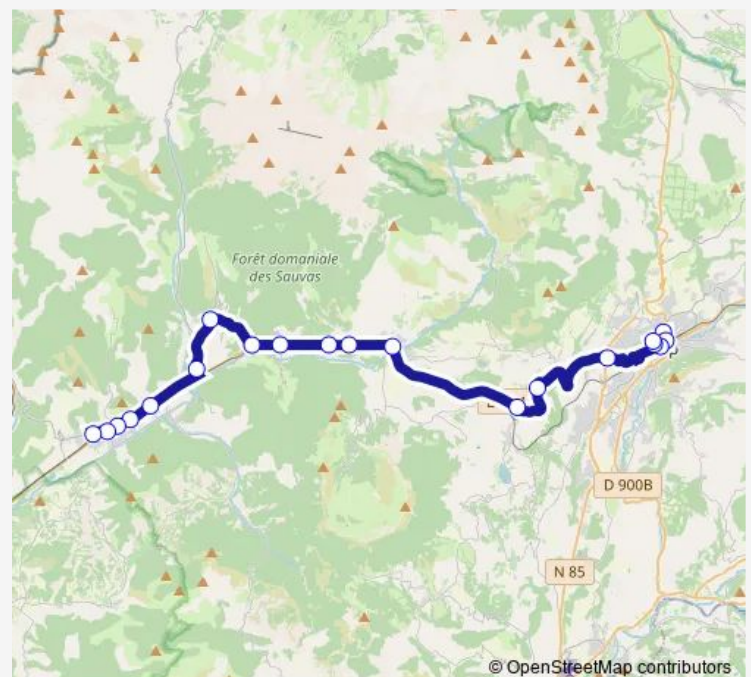 Forêt domaniale
des Sauvas
D 900B
N 85
© OpenStreetMap contributors